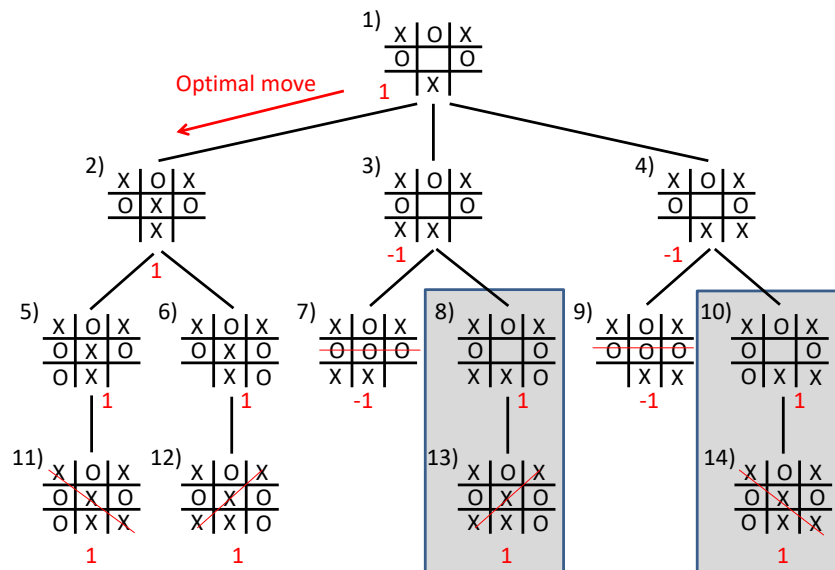 1)
X O X
O O
X
1
Optimal move
2)
X O X
O X O
X
1
3)
X O X
O O
X X
-1
4)
X O X
O O
X X
-1
5)
X O X
O X O
O X
1
6)
X O X
O X O
X O
1
7)
X O X
O O O
X X
-1
8)
X O X
O O
X X O
1
9)
X O X
O O O
X X
-1
10)
X O X
O O
X O
1
11)
X O X
O X O
O X X
1
12)
X O X
O X O
X X O
1
13)
X O X
O X O
X X O
1
14)
X O X
O X O
O X X
1